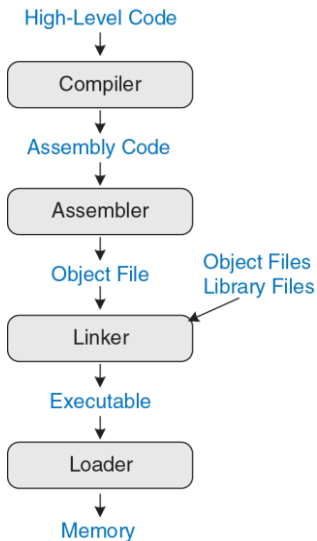 High-Level Code
Compiler
Assembly Code
Assembler
Object File
Object Files
Library Files
Linker
Executable
Loader
Memory